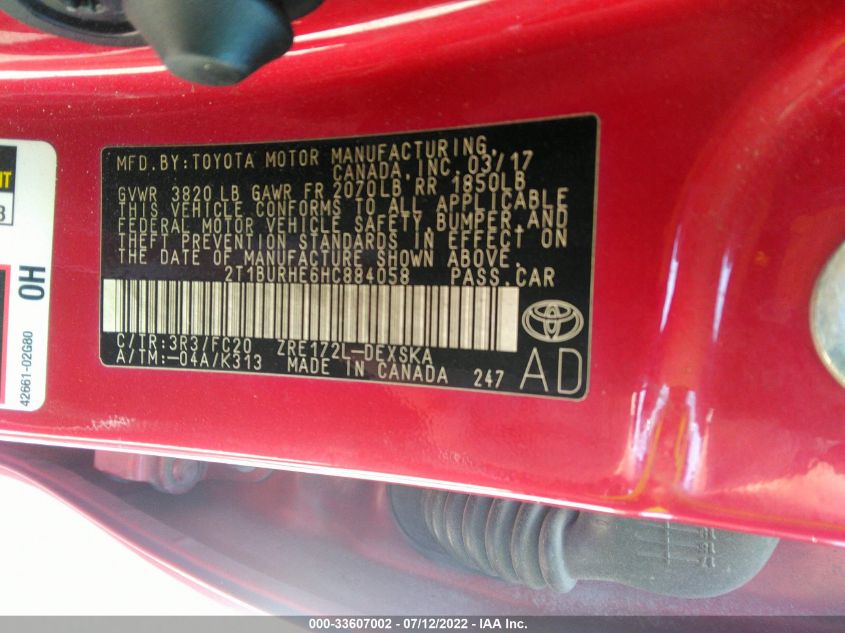 MFD. BY: TOYOTA MOTOR MANUFACTURING,
CANADA, INC. 03/17
GVWR 3820 LB GAWR FR 2070LB RR 1850LB
THIS VEHICLE CONFORMS TO ALL APPLICABLE
FEDERAL MOTOR VEHICLE SAFETY, BUMPER, AND
THEFT PREVENTION STANDARDS IN EFFECT ON
THE DATE OF MANUFACTURE SHOWN ABOVE.
2T1BURHE6HC884058 PASS.CAR
C/TR:3R3/FC20 ZRE172L-DEXSKA
A/TM:-04A/K313 MADE IN CANADA 247
AD
OH
42661-02G80
000-33607002 - 07/12/2022 - IAA Inc.